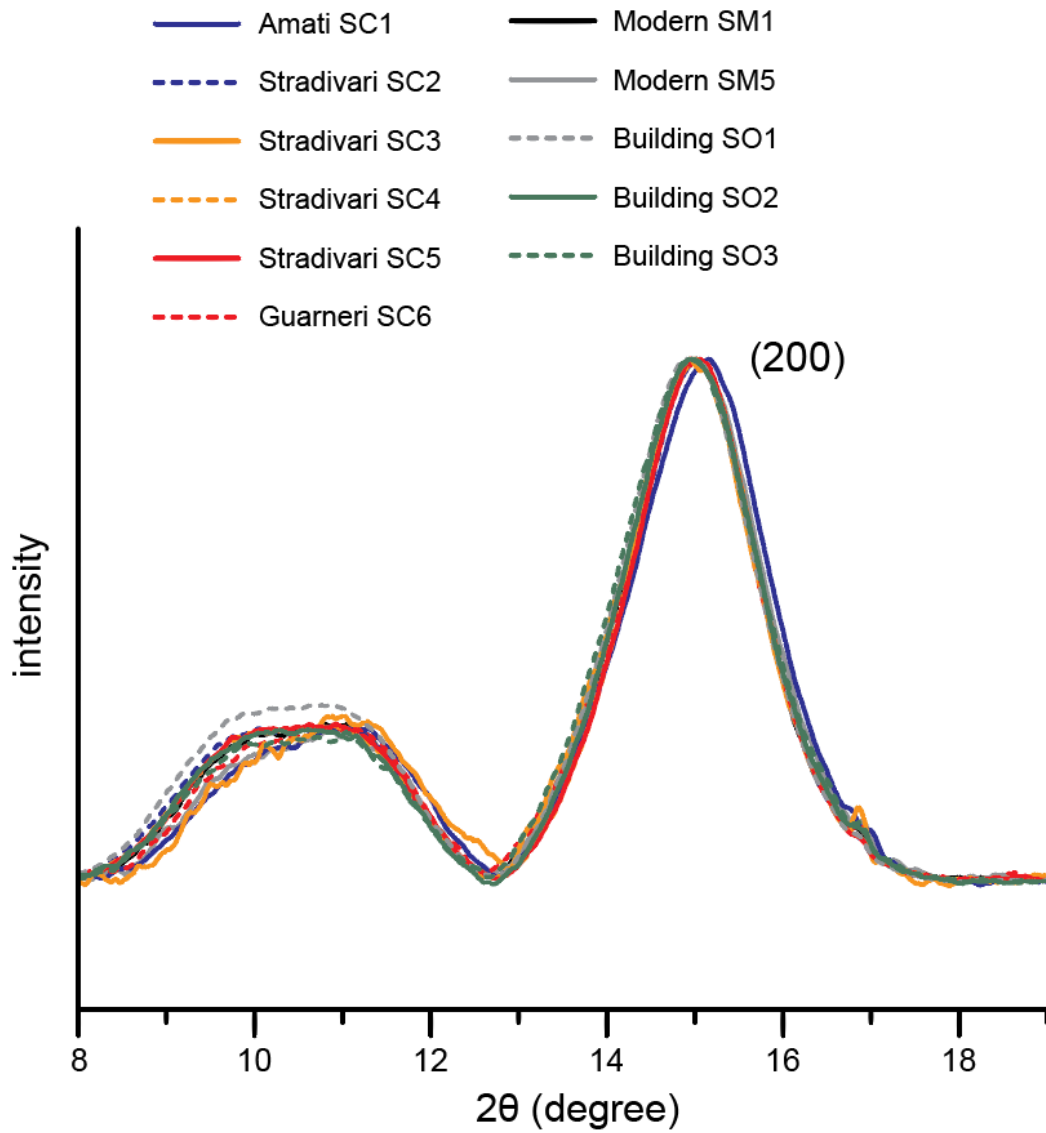 Amati SC1
Stradivari SC2
Stradivari SC3
Stradivari SC4
Stradivari SC5
Guarneri SC6
Modern SM1
Modern SM5
Building SO1
Building SO2
Building SO3
(200)
intensity
8 10 12 14 16 18
2θ (degree)